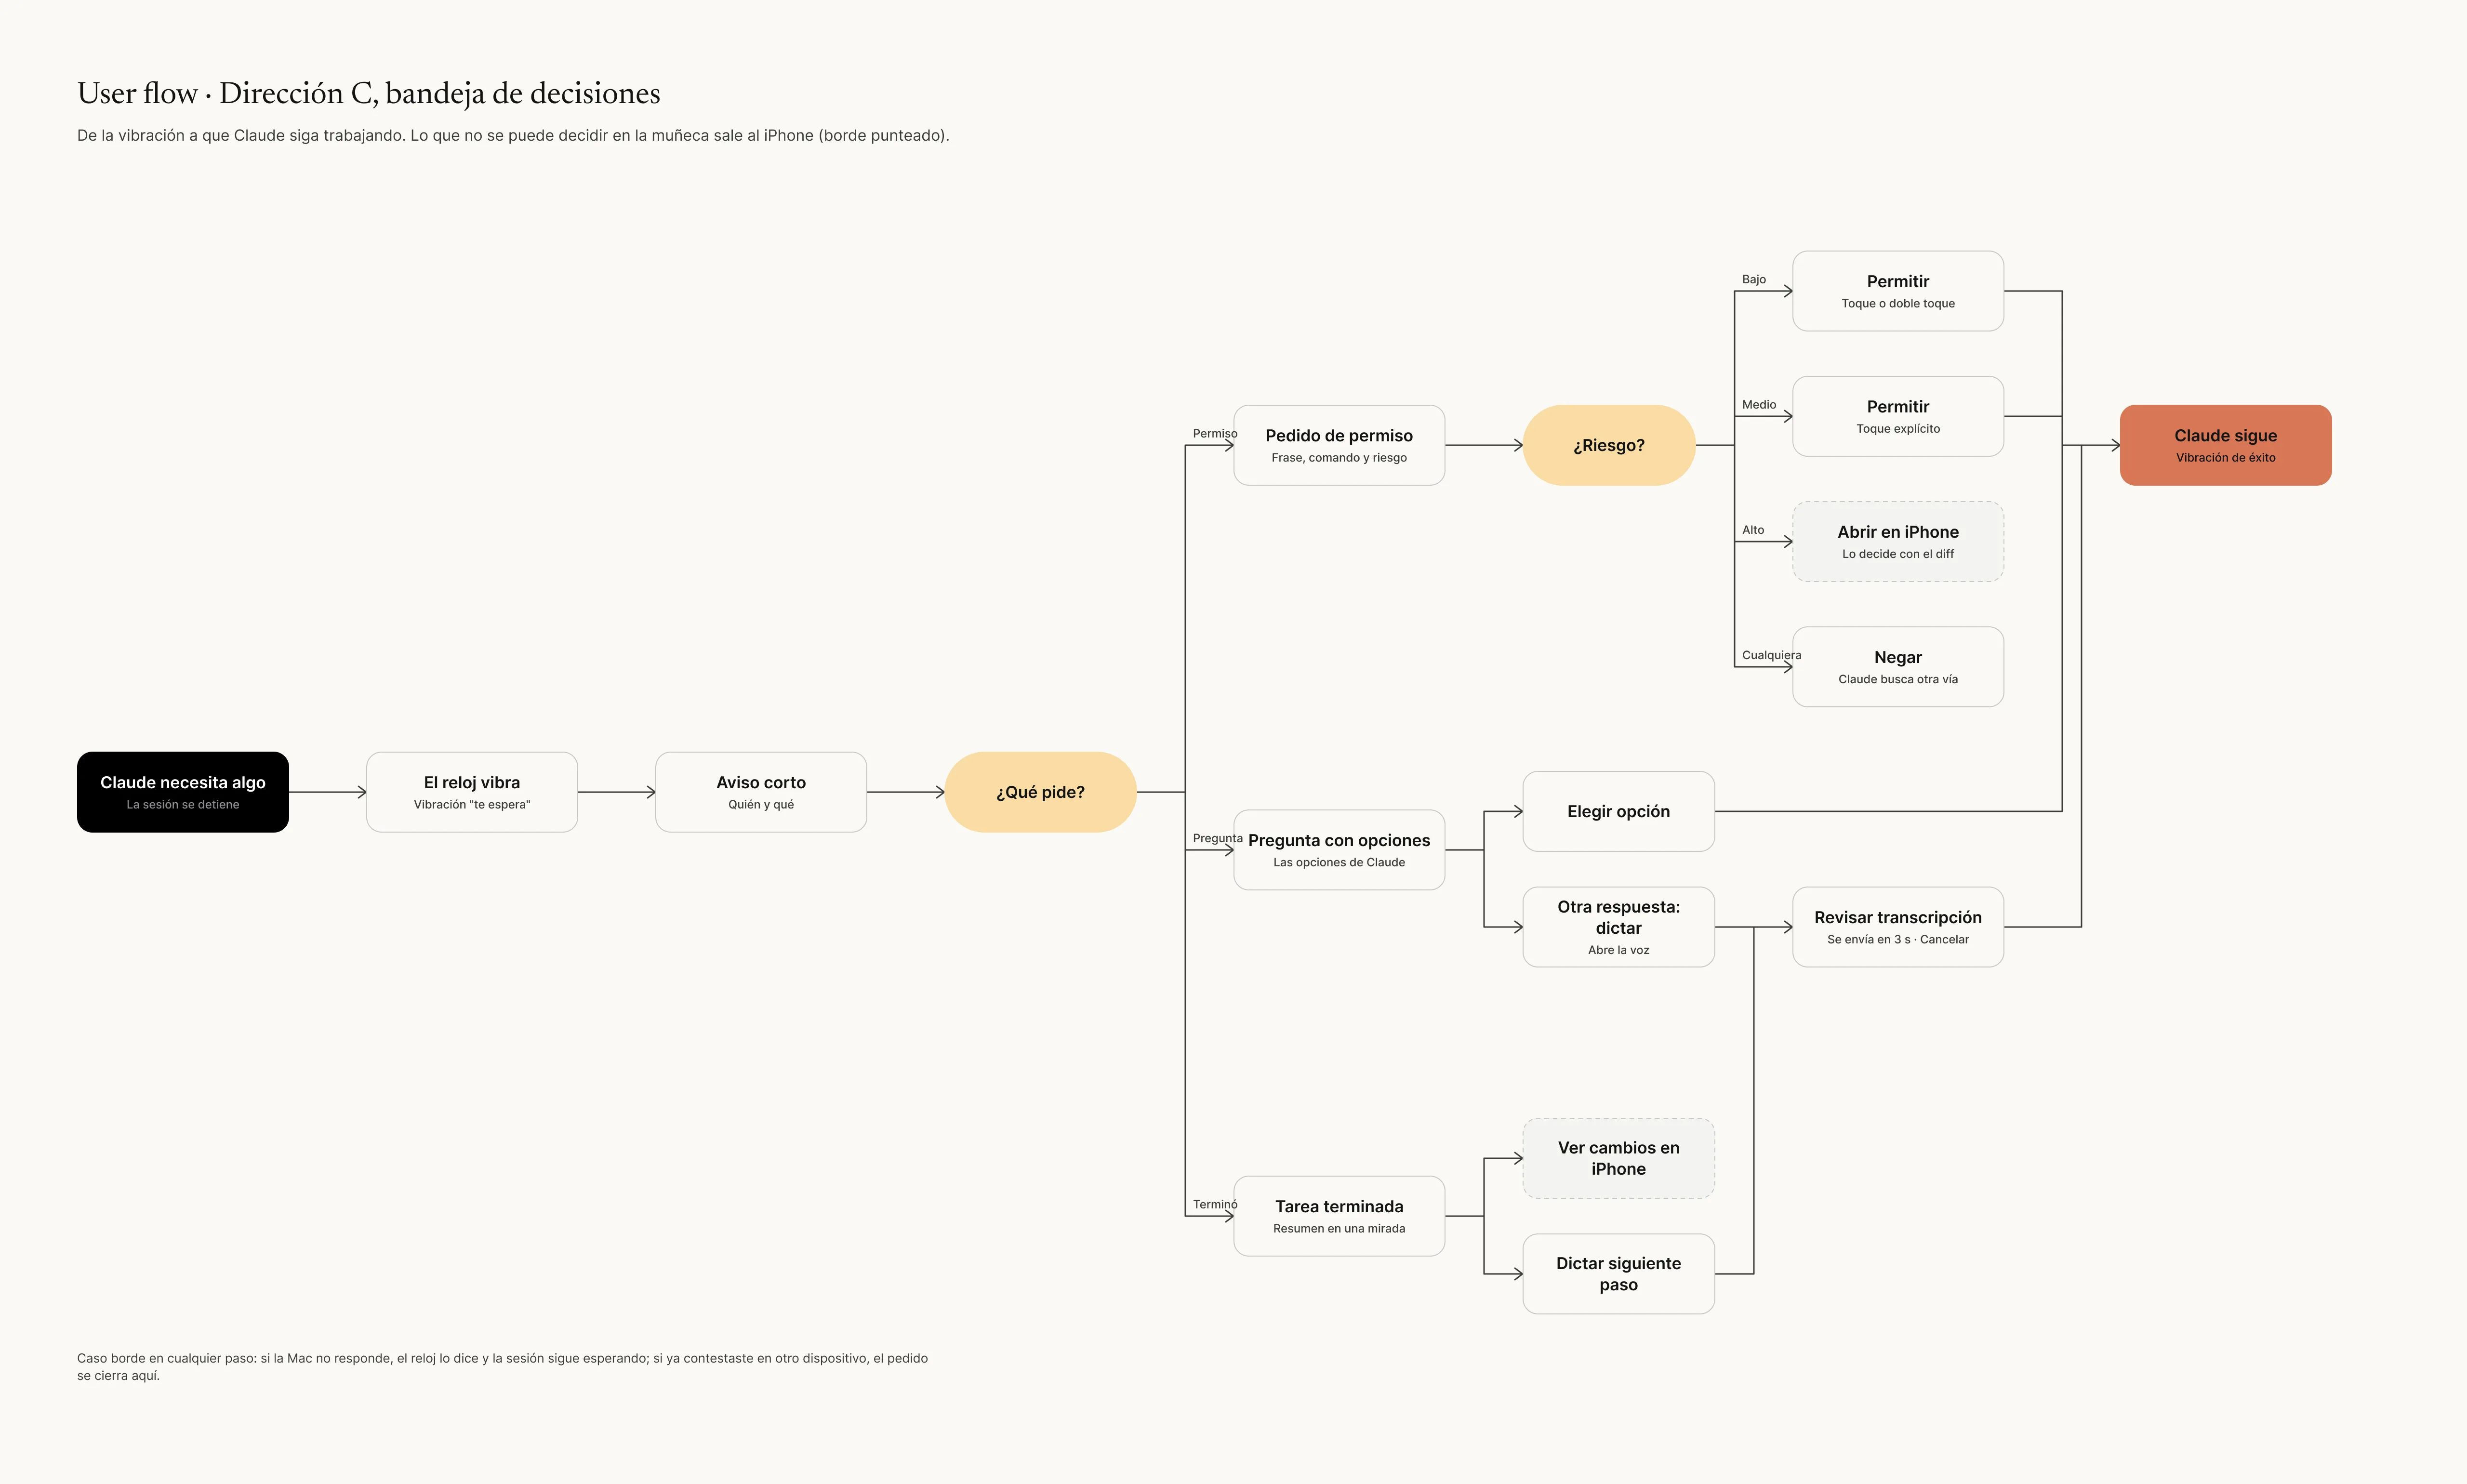 User flow · Dirección C, bandeja de decisiones
De la vibración a que Claude siga trabajando. Lo que no se puede decidir en la muñeca sale al iPhone (borde punteado).
Claude necesita algo
La sesión se detiene
El reloj vibra
Vibración "te espera"
Aviso corto
Quién y qué
¿Qué pide?
Permiso
Pedido de permiso
Frase, comando y riesgo
¿Riesgo?
Bajo
Permitir
Toque o doble toque
Medio
Permitir
Toque explícito
Alto
Abrir en iPhone
Lo decide con el diff
Cualquiera
Negar
Claude busca otra vía
Claude sigue
Vibración de éxito
Pregunta
Pregunta con opciones
Las opciones de Claude
Elegir opción
Otra respuesta:
dictar
Abre la voz
Revisar transcripción
Se envía en 3 s · Cancelar
Terminó
Tarea terminada
Resumen en una mirada
Ver cambios en
iPhone
Dictar siguiente
paso
Caso borde en cualquier paso: si la Mac no responde, el reloj lo dice y la sesión sigue esperando; si ya contestaste en otro dispositivo, el pedido
se cierra aquí.